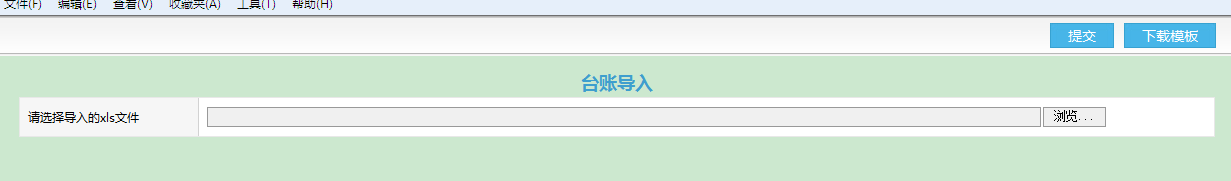 文件(F) 编辑(E) 查看(V) 收藏夹(A) 工具(T) 帮助(H)
提交 下载模板
台账导入
请选择导入的xls文件 浏览...